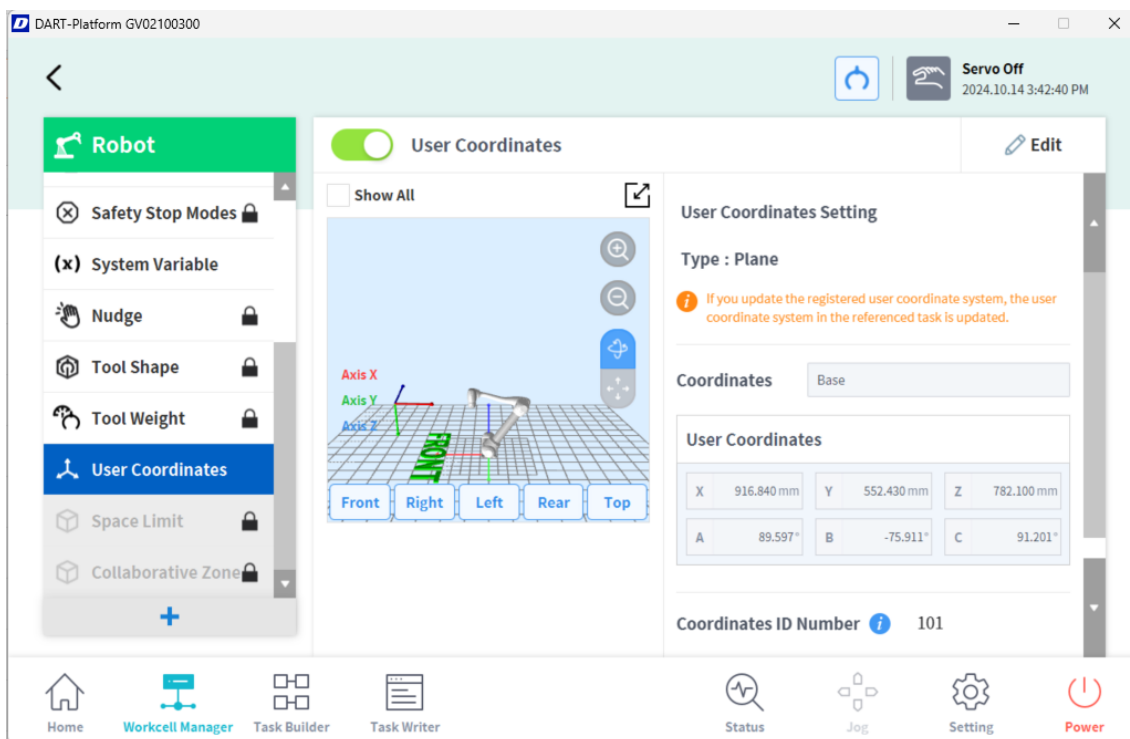 DART-Platform GV02100300
Servo Off
2024.10.14 3:42:40 PM
Robot
Safety Stop Modes
(x) System Variable
Nudge
Tool Shape
Tool Weight
User Coordinates
Space Limit
Collaborative Zone
+
User Coordinates
Edit
Show All
Axis X
Axis Y
Axis Z
FRONT
Front Right Left Rear Top
User Coordinates Setting
Type : Plane
If you update the registered user coordinate system, the user
coordinate system in the referenced task is updated.
Coordinates Base
User Coordinates
X 916.840 mm Y 552.430 mm Z 782.100 mm
A 89.597° B -75.911° C 91.201°
Coordinates ID Number 101
Home Workcell Manager Task Builder Task Writer Status Jog Setting Power